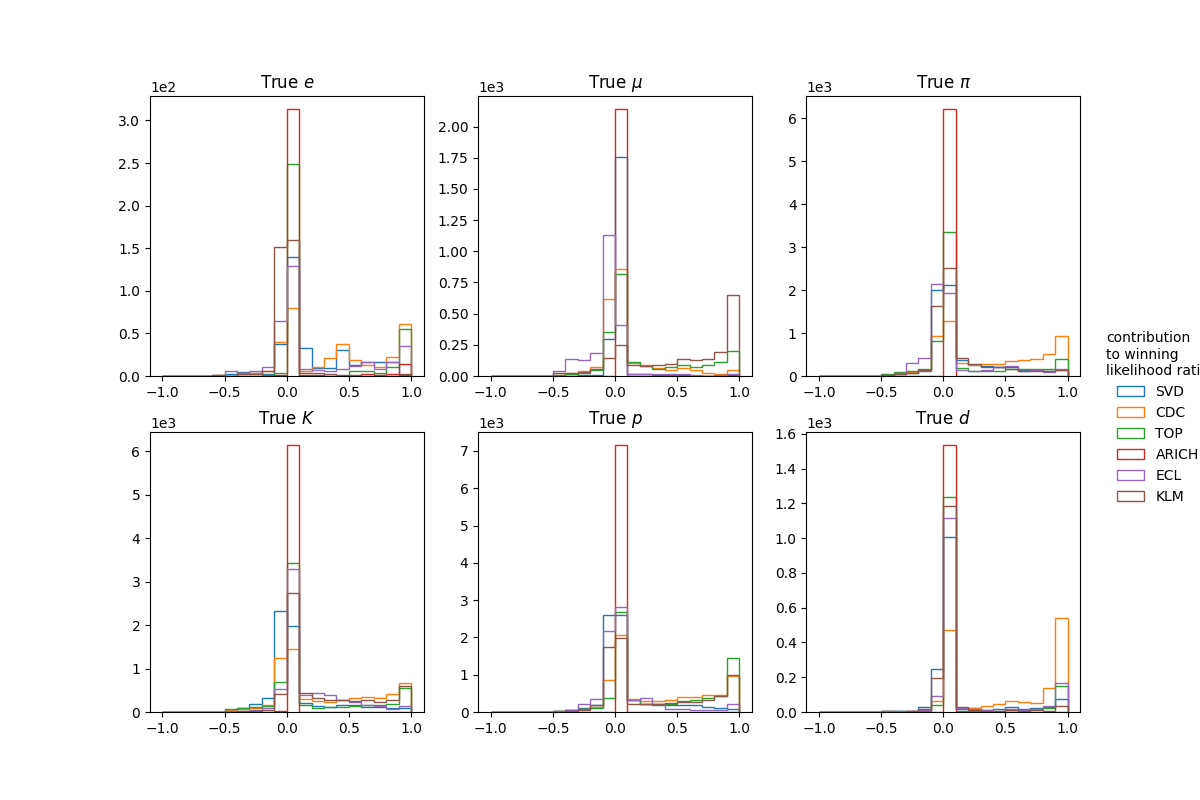 True e
1e2
3.0
2.5
2.0
1.5
1.0
0.5
0.0
−1.0 −0.5 0.0 0.5 1.0
True μ
1e3
2.00
1.75
1.50
1.25
1.00
0.75
0.50
0.25
0.00
−1.0 −0.5 0.0 0.5 1.0
True π
1e3
6
5
4
3
2
1
0
−1.0 −0.5 0.0 0.5 1.0
True K
1e3
6
5
4
3
2
1
0
−1.0 −0.5 0.0 0.5 1.0
True p
1e3
7
6
5
4
3
2
1
0
−1.0 −0.5 0.0 0.5 1.0
True d
1e3
1.6
1.4
1.2
1.0
0.8
0.6
0.4
0.2
0.0
−1.0 −0.5 0.0 0.5 1.0
contribution
to winning
likelihood rati
SVD
CDC
TOP
ARICH
ECL
KLM